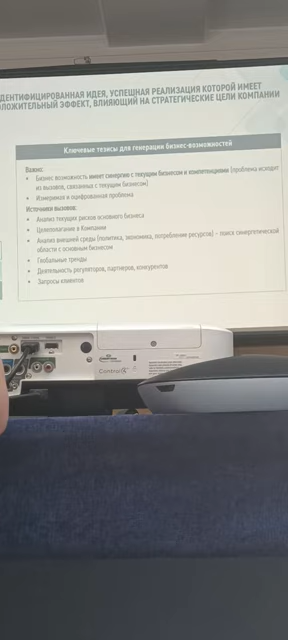 ДЕНТИФИЦИРОВАННАЯ ИДЕЯ, УСПЕШНАЯ РЕАЛИЗАЦИЯ КОТОРОЙ ИМЕЕТ
ОЛОЖИТЕЛЬНЫЙ ЭФФЕКТ, ВЛИЯЮЩИЙ НА СТРАТЕГИЧЕСКИЕ ЦЕЛИ КОМПАНИИ
Ключевые тезисы для генерации бизнес-возможностей
Важно:
• Бизнес возможность имеет синергию с текущим бизнесом и компетенциями (проблема исходит
из вызовов, связанных с текущим бизнесом)
• Измеримая и оцифрованная проблема
Источники вызовов:
• Анализ текущих рисков основного бизнеса
• Целеполагание в Компании
• Анализ внешней среды (политика, экономика, потребление ресурсов) – поиск синергетической
области с основным бизнесом
• Глобальные тренды
• Деятельность регуляторов, партнеров, конкурентов
• Запросы клиентов
Control4